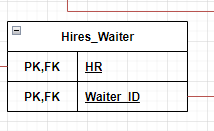 Hires_Waiter
PK,FK HR
PK,FK Waiter_ID